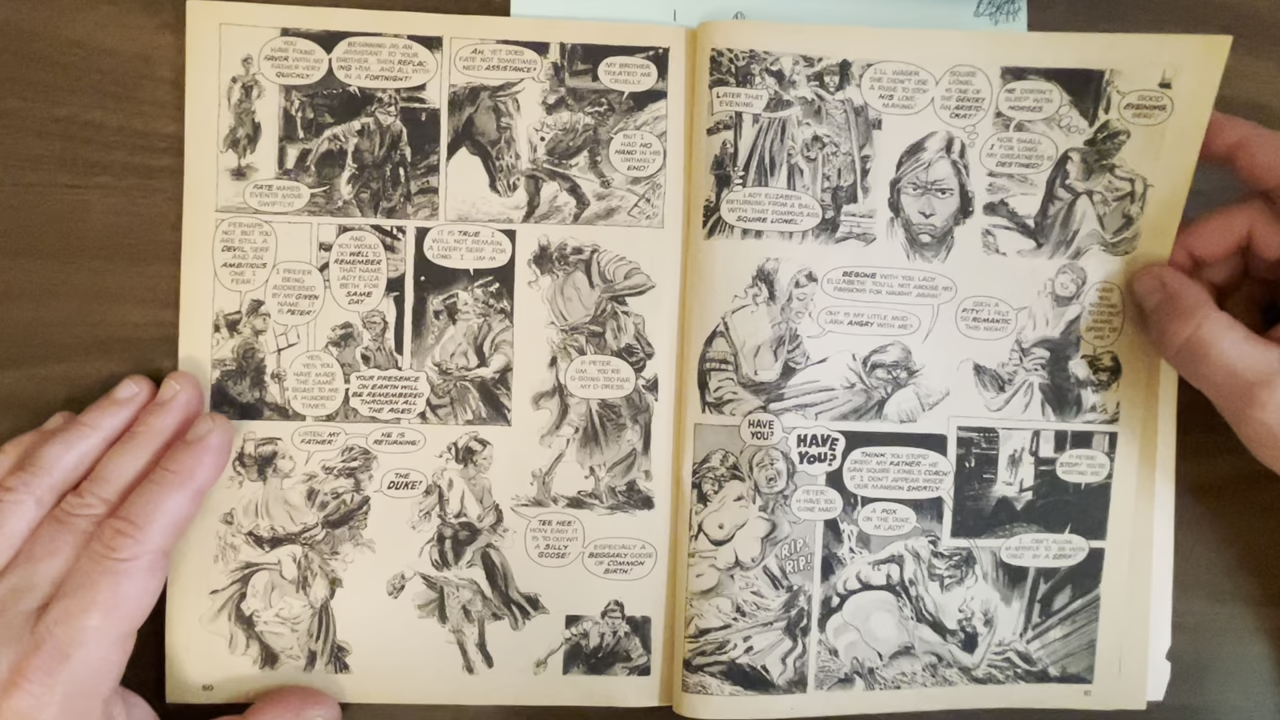 YOU
HAVE FOUND
FAVOR WITH MY
FATHER VERY
QUICKLY!
BEGINNING AS AN
ASSISTANT TO YOUR
BROTHER... THEN REPLAC-
ING HIM... AND ALL WITH-
IN A FORTNIGHT!
FATE MAKES
EVENTS MOVE
SWIFTLY!
AH, YET DOES
FATE NOT SOMETIMES
NEED ASSISTANCE?
MY BROTHER
TREATED ME
CRUELLY...
BUT I
HAD NO
HAND IN HIS
UNTIMELY
END!
PERHAPS
NOT, BUT YOU
ARE STILL A
DEVIL, SERF
AND AN
AMBITIOUS
ONE I
FEAR!
I PREFER
BEING
ADDRESSED
BY MY GIVEN
NAME. IT
IS PETER!
AND
YOU WOULD
DO WELL TO
REMEMBER
THAT NAME,
LADY ELIZA
BETH, FOR
SAME
DAY
YES,
YES, YOU
HAVE MADE
THE SAME
BOAST TO ME
A HUNDRED
TIMES...
YOUR PRESENCE
ON EARTH WILL
BE REMEMBERED
THROUGH ALL
THE AGES!
IT IS TRUE... I
WILL NOT REMAIN
A LIVERY SERF FOR
LONG. I... UM M
P-PETER
UM... YOU'RE
G-GOING TOO FAR
MY D-DRESS...
LISTEN! MY
FATHER!
HE IS
RETURNING!
THE
DUKE!
TEE HEE!
HOW EASY IT
IS TO OUTWIT
A SILLY
GOOSE!
ESPECIALLY A
BEGGARLY GOOSE
OF COMMON
BIRTH!
50
LATER THAT
EVENING
LADY ELIZABETH
RETURNING FROM A BALL
WITH THAT POMPOUS ASS
SQUIRE LIONEL!
I'LL WAGER
SHE DIDN'T USE
A RUSE TO STOP
HIS LOVE-
MAKING!
SQUIRE
LIONEL
IS ONE OF
THE GENTRY,
AN ARISTO-
CRAT!
HE DOESN'T
SLEEP WITH
HORSES
NOR SHALL
I FOR LONG.
MY GREATNESS IS
DESTINED!
GOOD
EVENING,
SERF!
BEGONE WITH YOU, LADY
ELIZABETH. YOU'LL NOT AROUSE MY
PASSIONS FOR NAUGHT AGAIN!
OH? IS MY LITTLE MUD-
LARK ANGRY WITH ME?
SUCH A
PITY! I FELT
SO ROMANTIC
THIS NIGHT!
HAVE
YOU NOTHING
TO DO BUT
MAKE
SPORT OF
ME?
HAVE
YOU?
HAVE
YOU?
PETER!
H-HAVE YOU
GONE MAD?
RIP!
RIP!
THINK, YOU STUPID
DREG! MY FATHER—HE
SAW SQUIRE LIONEL'S COACH!
IF I DON'T APPEAR INSIDE
OUR MANSION SHORTLY
A POX
ON THE DUKE,
M'LADY!
P-PETER!
STOP! YOU'RE
HURTING ME!
I... CAN'T ALLOW
MYSELF TO BE WITH
CHILD BY A SERF!